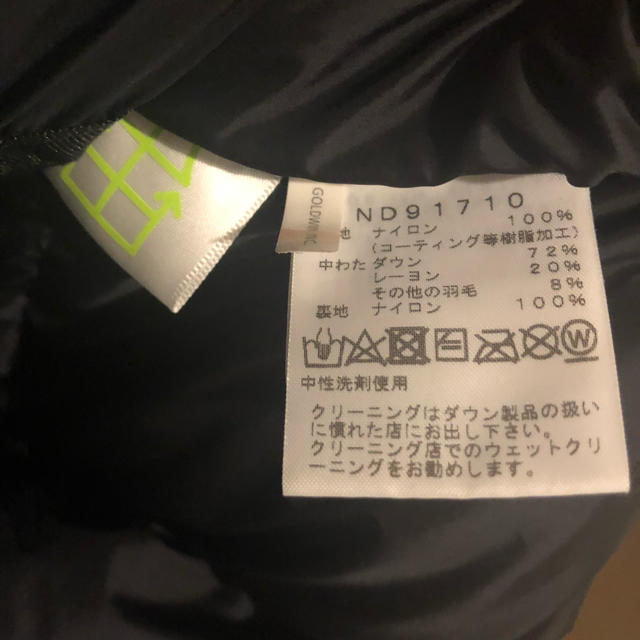 GOLDWIN
ND91710
地 ナイロン 100%
(コーティング等樹脂加工)
中わた ダウン 72%
レーヨン 20%
その他の羽毛 8%
裏地 ナイロン 100%
W
中性洗剤使用
クリーニングはダウン製品の扱い
に慣れた店にお出し下さい。
クリーニング店でのウェットクリ
ーニングをお勧めします。